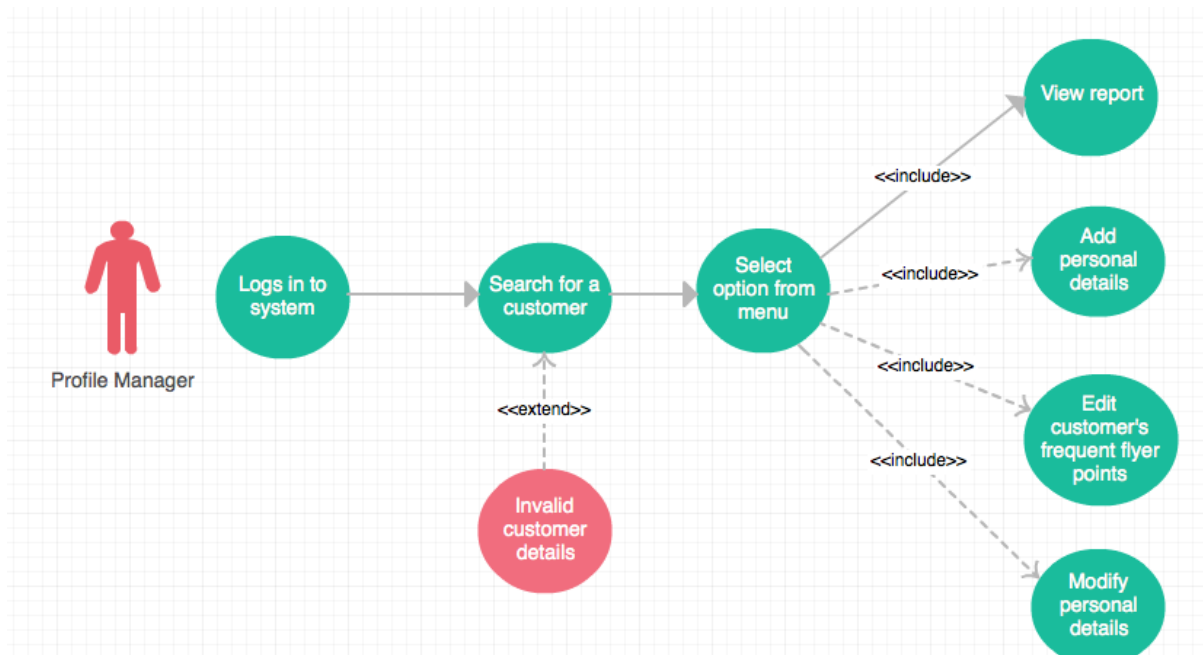 View report
<<include>>
Add
personal
details
<<include>>
Logs in to
system
Search for a
customer
Select
option from
menu
Profile Manager
<<include>>
<<extend>>
Edit
customer's
frequent flyer
points
<<include>>
Invalid
customer
details
Modify
personal
details